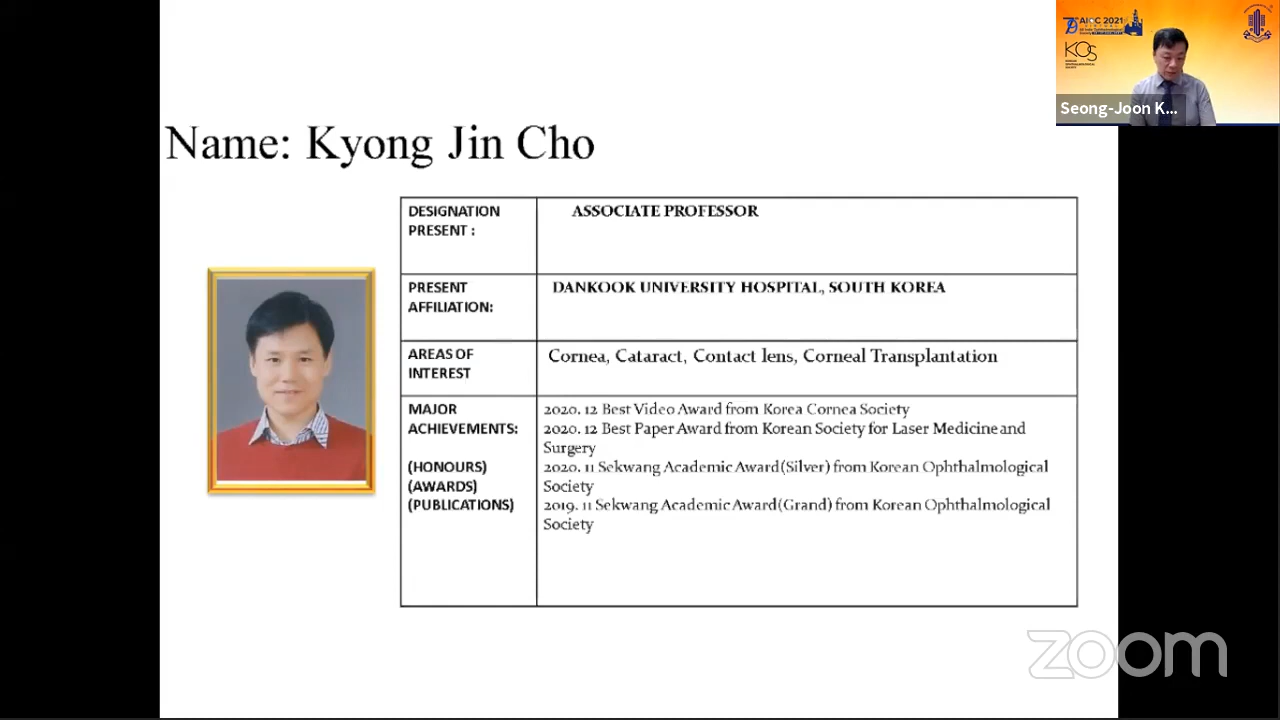 79th AIOC 2021
KOS
Seong-Joon K...
Name: Kyong Jin Cho
DESIGNATION
PRESENT :
ASSOCIATE PROFESSOR
PRESENT
AFFILIATION:
DANKOOK UNIVERSITY HOSPITAL, SOUTH KOREA
AREAS OF
INTEREST
Cornea, Cataract, Contact lens, Corneal Transplantation
MAJOR
ACHIEVEMENTS:
(HONOURS)
(AWARDS)
(PUBLICATIONS)
2020. 12 Best Video Award from Korea Cornea Society
2020. 12 Best Paper Award from Korean Society for Laser Medicine and
Surgery
2020. 11 Sekwang Academic Award(Silver) from Korean Ophthalmological
Society
2019. 11 Sekwang Academic Award(Grand) from Korean Ophthalmological
Society
zoom